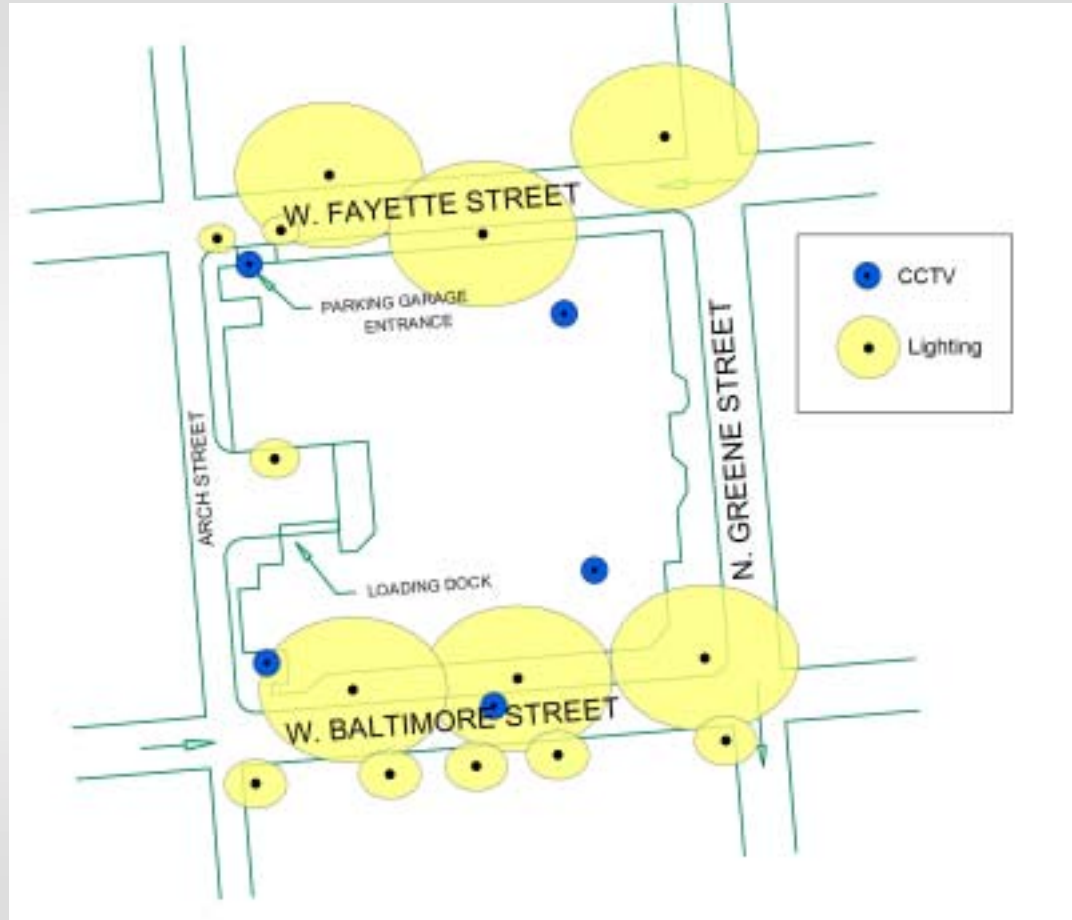 W. FAYETTE STREET
PARKING GARAGE
ENTRANCE
CCTV
Lighting
N. GREENE STREET
ARCH STREET
LOADING DOCK
W. BALTIMORE STREET